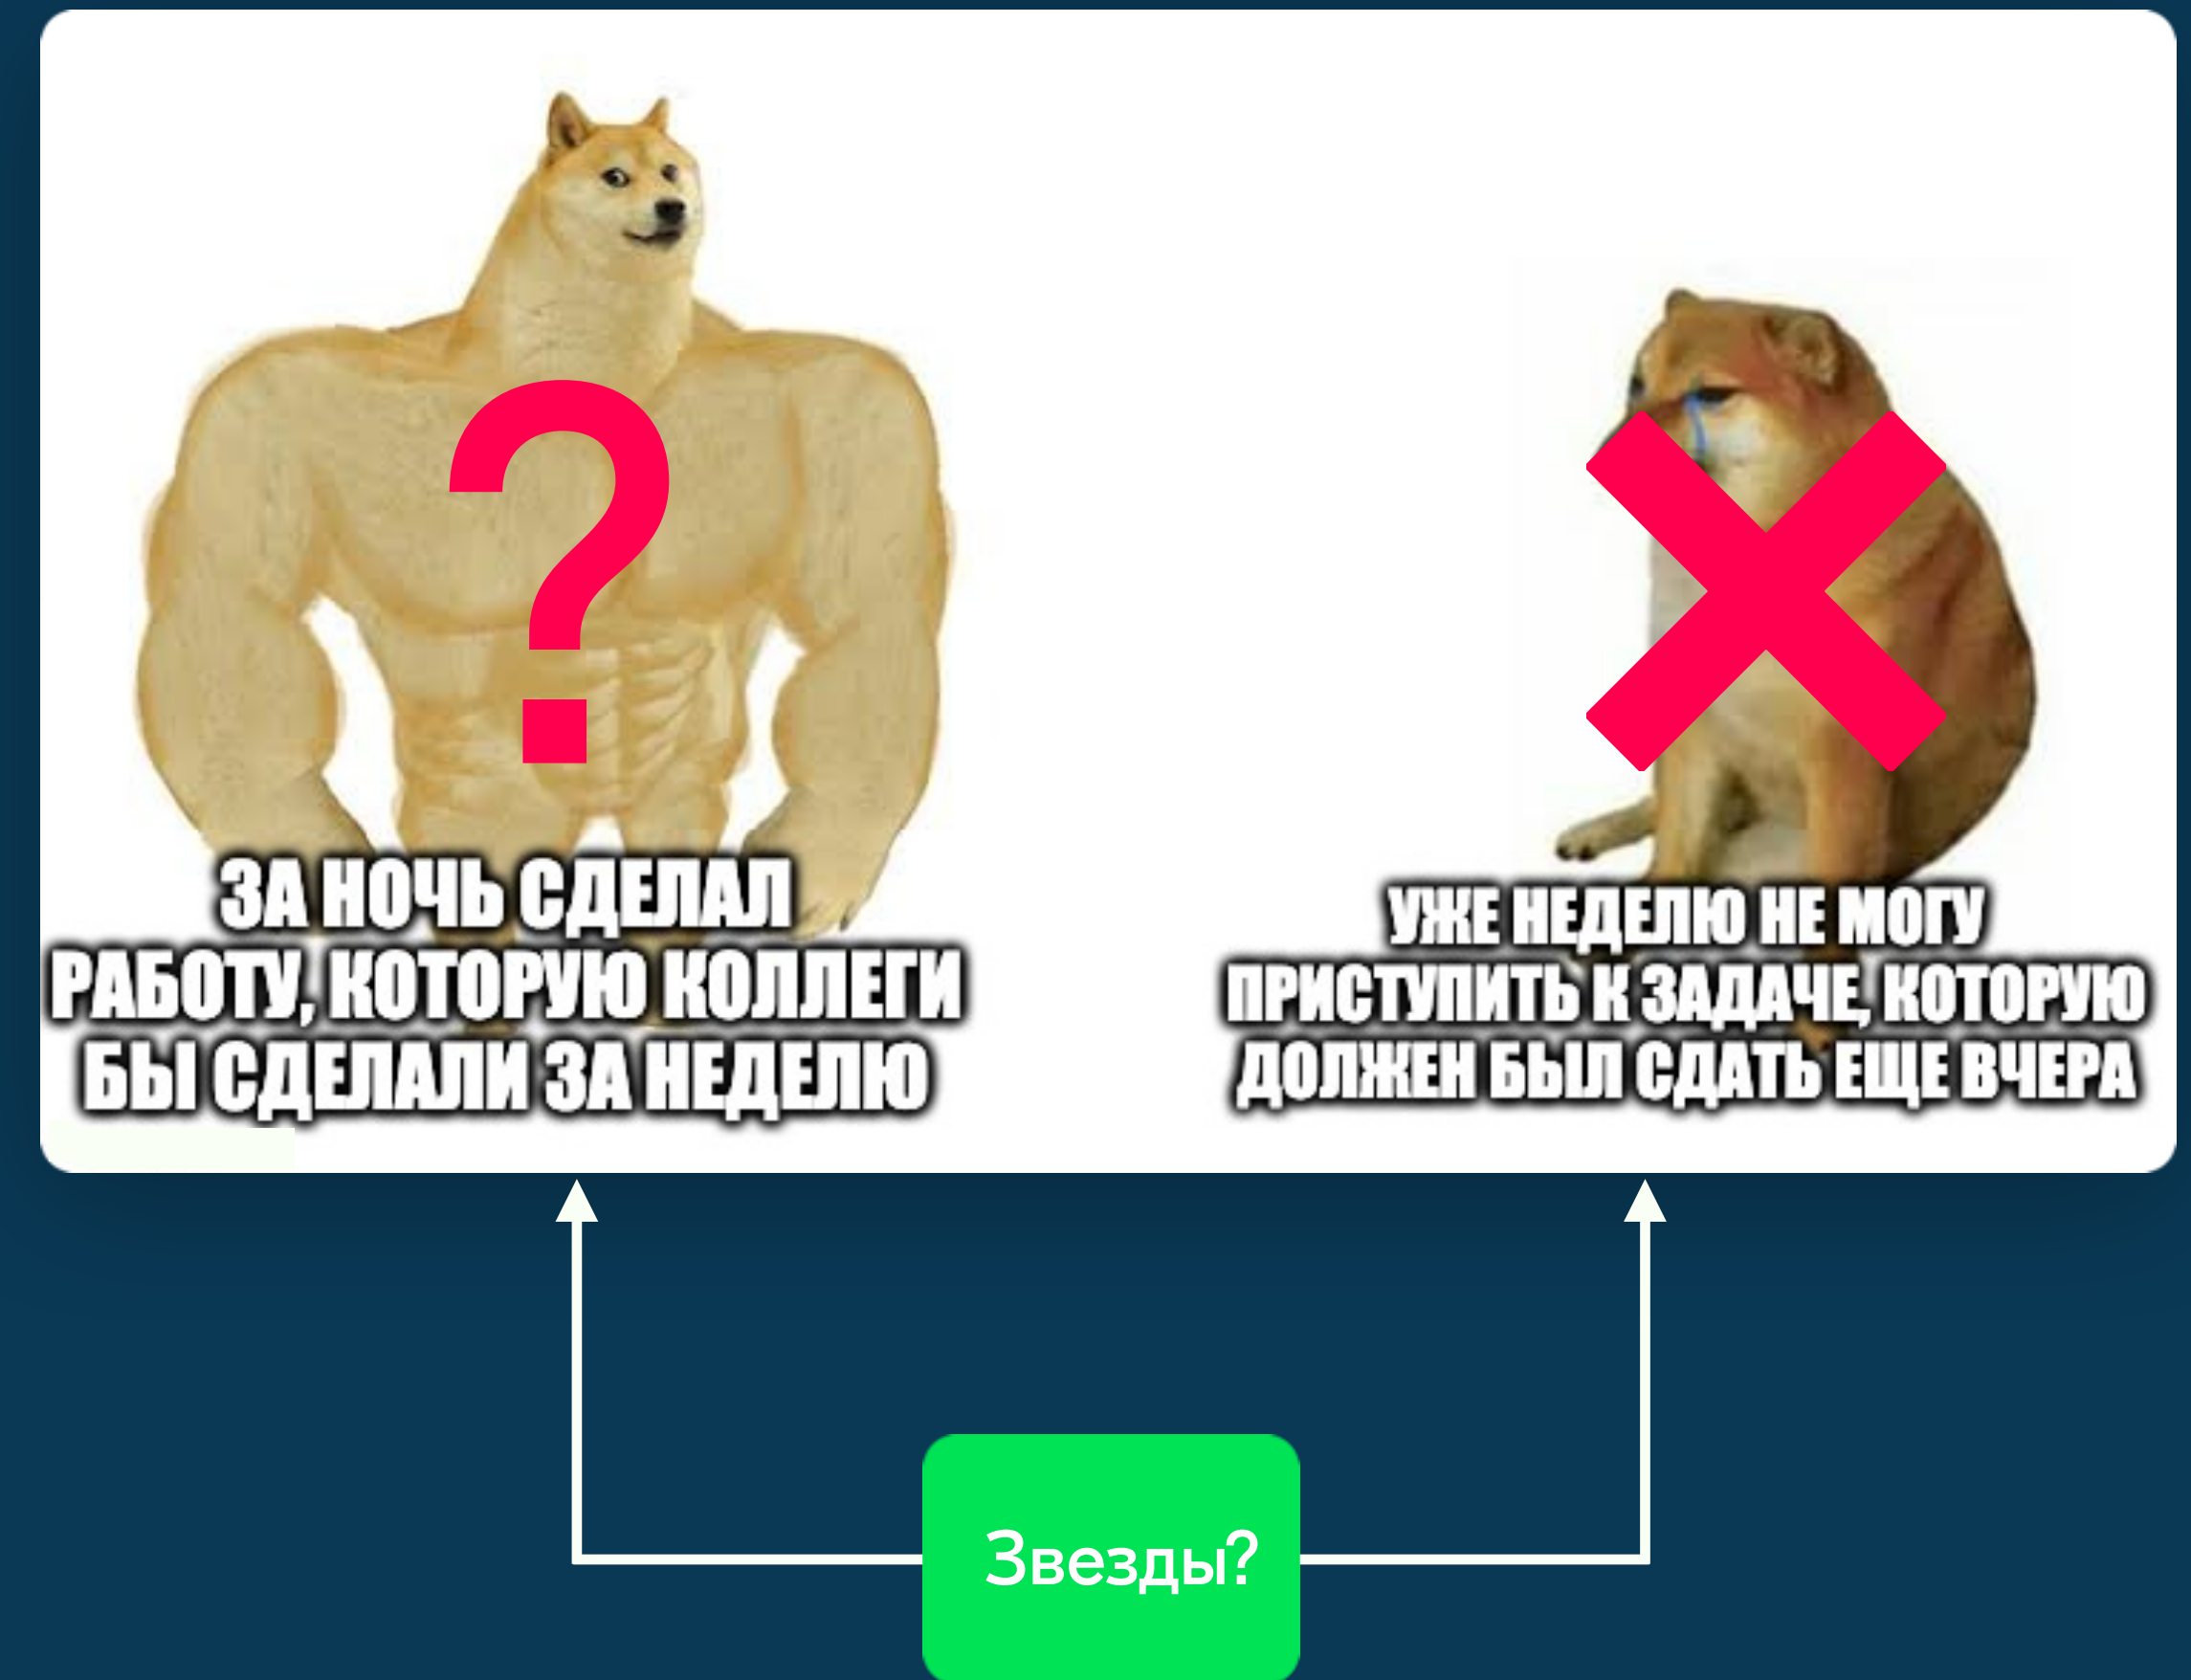 ЗА НОЧЬ СДЕЛАЛ
РАБОТУ, КОТОРУЮ КОЛЛЕГИ
БЫ СДЕЛАЛИ ЗА НЕДЕЛЮ
УЖЕ НЕДЕЛЮ НЕ МОГУ
ПРИСТУПИТЬ К ЗАДАЧЕ, КОТОРУЮ
ДОЛЖЕН БЫЛ СДАТЬ ЕЩЕ ВЧЕРА
?
Звезды?